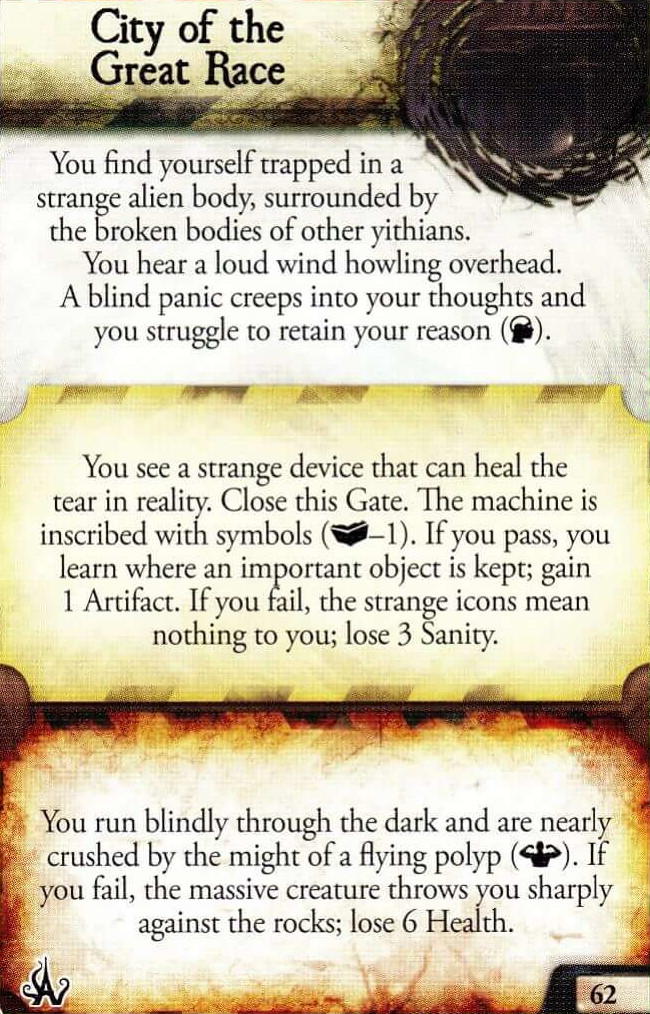 City of the
Great Race
You find yourself trapped in a
strange alien body, surrounded by
the broken bodies of other yithians.
You hear a loud wind howling overhead.
A blind panic creeps into your thoughts and
you struggle to retain your reason ( ).
You see a strange device that can heal the
tear in reality. Close this Gate. The machine is
inscribed with symbols ( –1). If you pass, you
learn where an important object is kept; gain
1 Artifact. If you fail, the strange icons mean
nothing to you; lose 3 Sanity.
You run blindly through the dark and are nearly
crushed by the might of a flying polyp ( ). If
you fail, the massive creature throws you sharply
against the rocks; lose 6 Health.
62